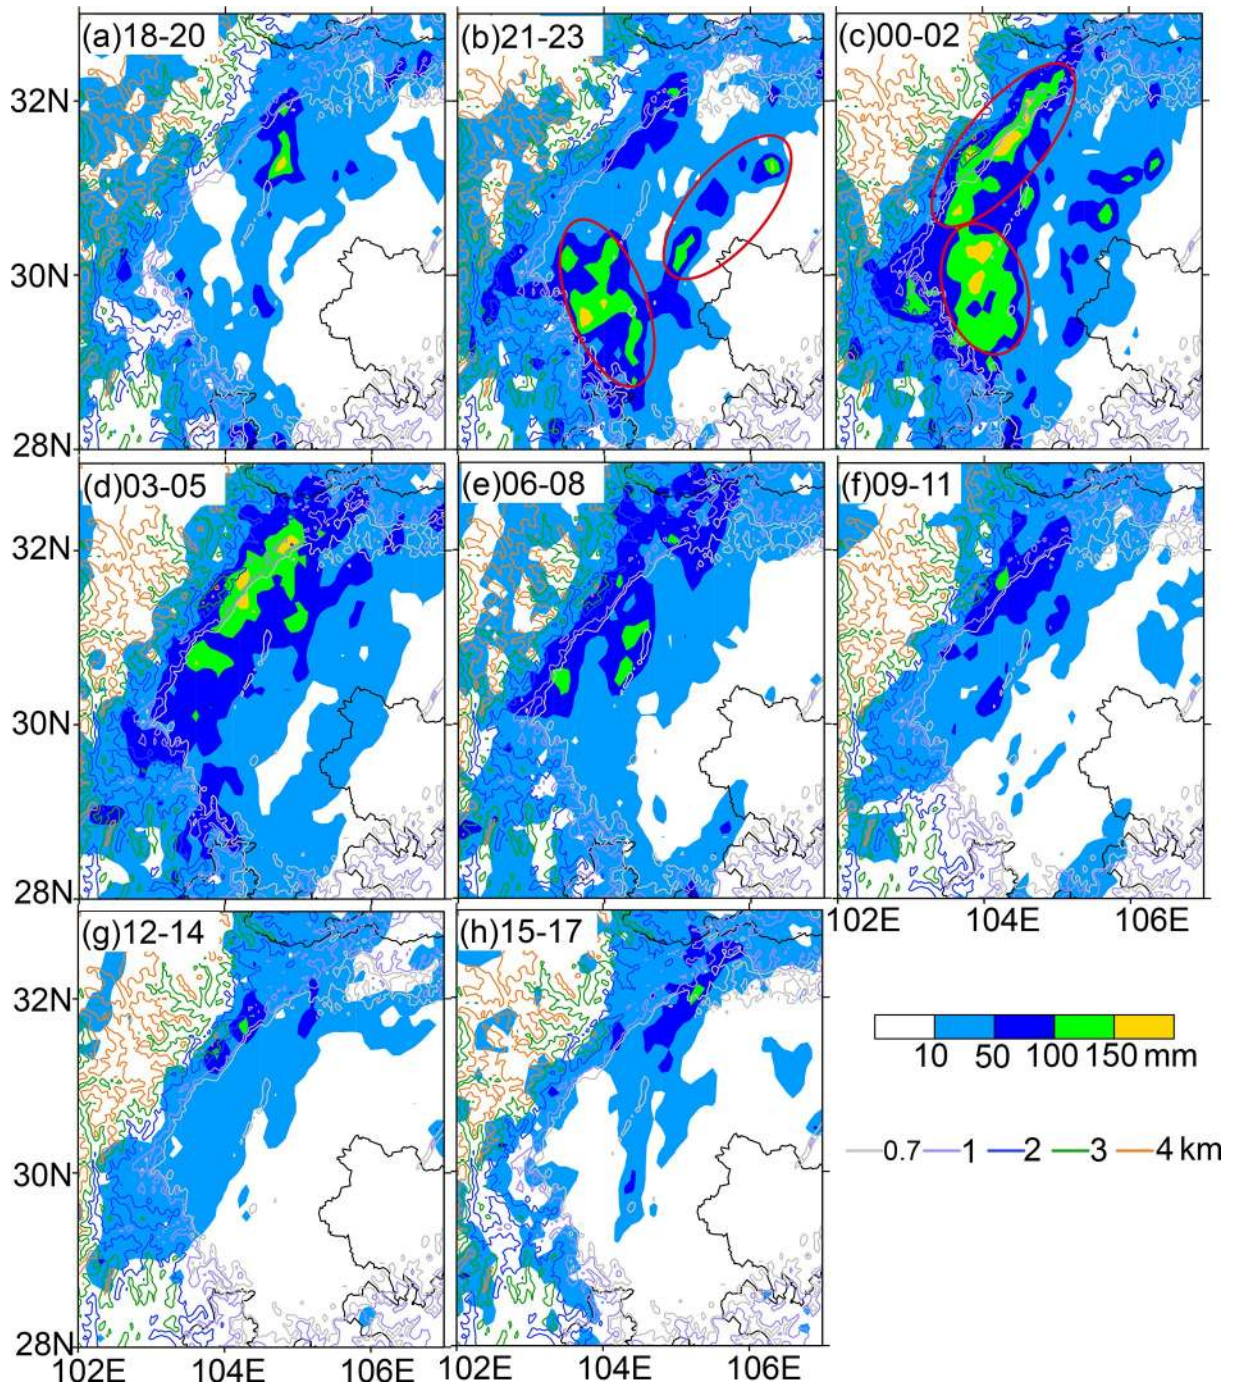 (a)18-20
(b)21-23
(c)00-02
32N
30N
28N
(d)03-05
(e)06-08
(f)09-11
32N
30N
28N
102E 104E 106E
(g)12-14
(h)15-17
32N
10 50 100 150 mm
0.7 1 2 3 4 km
30N
28N
102E 104E 106E 102E 104E 106E